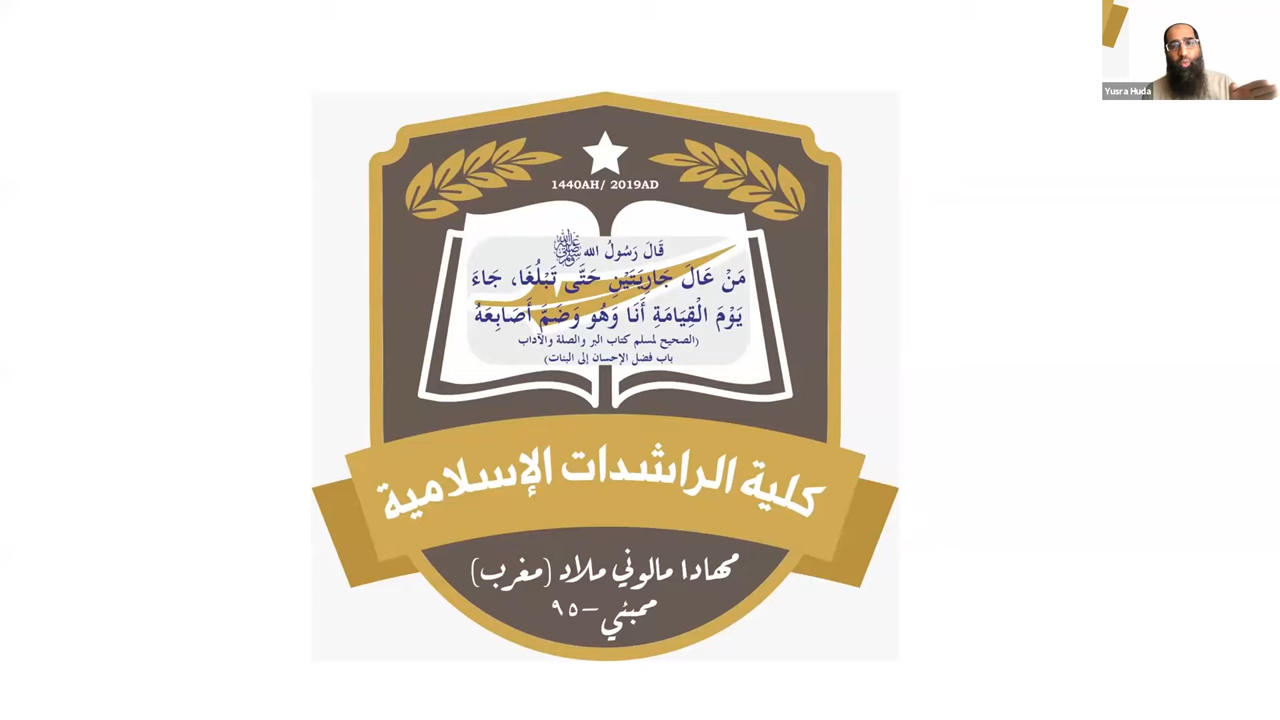 Yusra Huda
1440AH/ 2019AD
قَالَ رَسُولُ الله ﷺ
مَنْ عَالَ جَارِيَتَيْنِ حَتَّى تَبْلُغَا، جَاءَ
يَوْمَ الْقِيَامَةِ أَنَا وَهُو وَضَمَّ أَصَابِعَهُ
(الصحيح لمسلم كتاب البر والصلة والآداب
باب فضل الإحسان إلى البنات)
كلية الراشدات الإسلامية
مهادا مالوني ملاد (مغرب)
ممبئي -٩٥